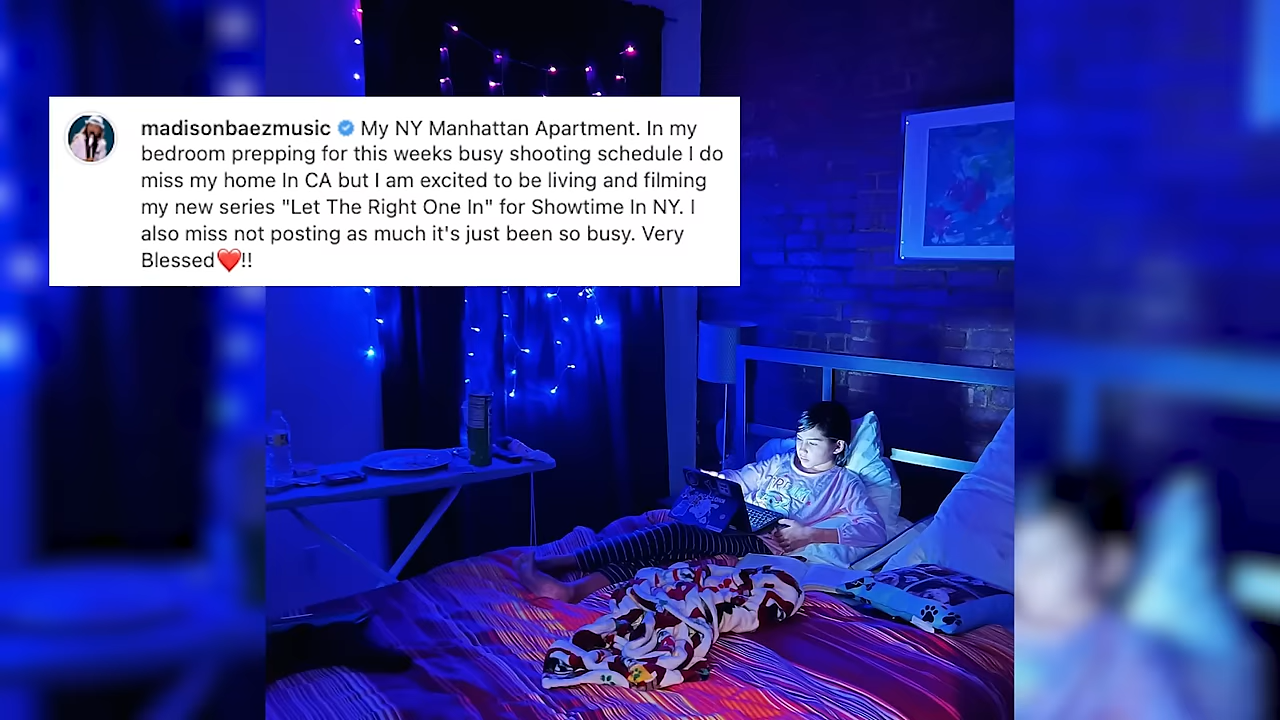 madisonbaezmusic My NY Manhattan Apartment. In my
bedroom prepping for this weeks busy shooting schedule I do
miss my home In CA but I am excited to be living and filming
my new series "Let The Right One In" for Showtime In NY. I
also miss not posting as much it's just been so busy. Very
Blessed❤️!!